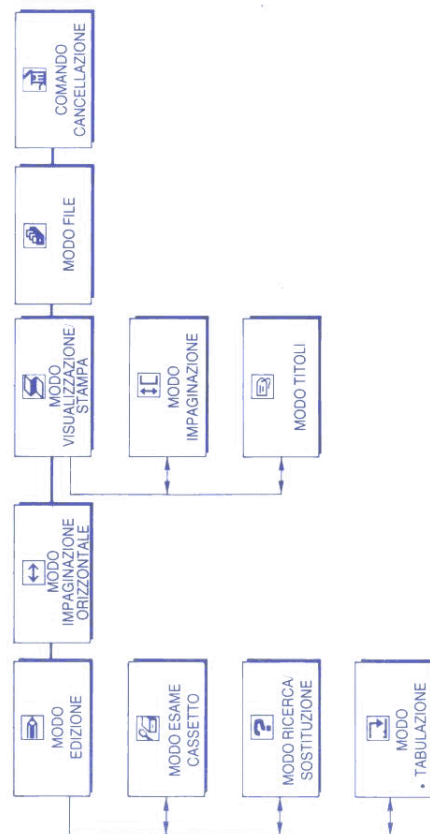 MODO
EDIZIONE
MODO
IMPAGINAZIONE
ORIZZONTALE
MODO
VISUALIZZAZIONE/
STAMPA
MODO FILE
COMANDO
CANCELLAZIONE
MODO ESAME
CASSETTO
MODO
IMPAGINAZIONE
MODO RICERCA/
SOSTITUZIONE
MODO TITOLI
MODO
• TABULAZIONE